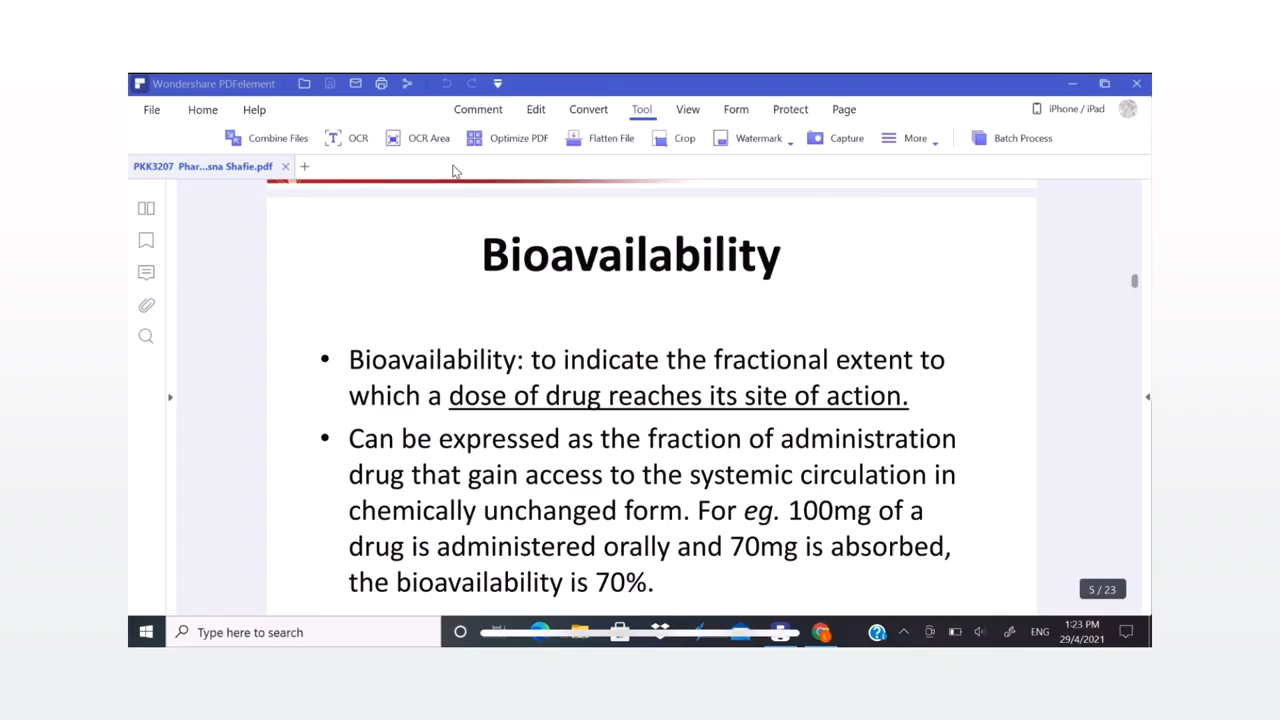 Wondershare PDFelement
File Home Help Comment Edit Convert Tool View Form Protect Page iPhone / iPad
Combine Files OCR OCR Area Optimize PDF Flatten File Crop Watermark Capture More Batch Process
PKK3207 Phar...sna Shafie.pdf
Bioavailability
• Bioavailability: to indicate the fractional extent to
which a dose of drug reaches its site of action.
• Can be expressed as the fraction of administration
drug that gain access to the systemic circulation in
chemically unchanged form. For eg. 100mg of a
drug is administered orally and 70mg is absorbed,
the bioavailability is 70%.
5 / 23
Type here to search
ENG
1:23 PM
29/4/2021